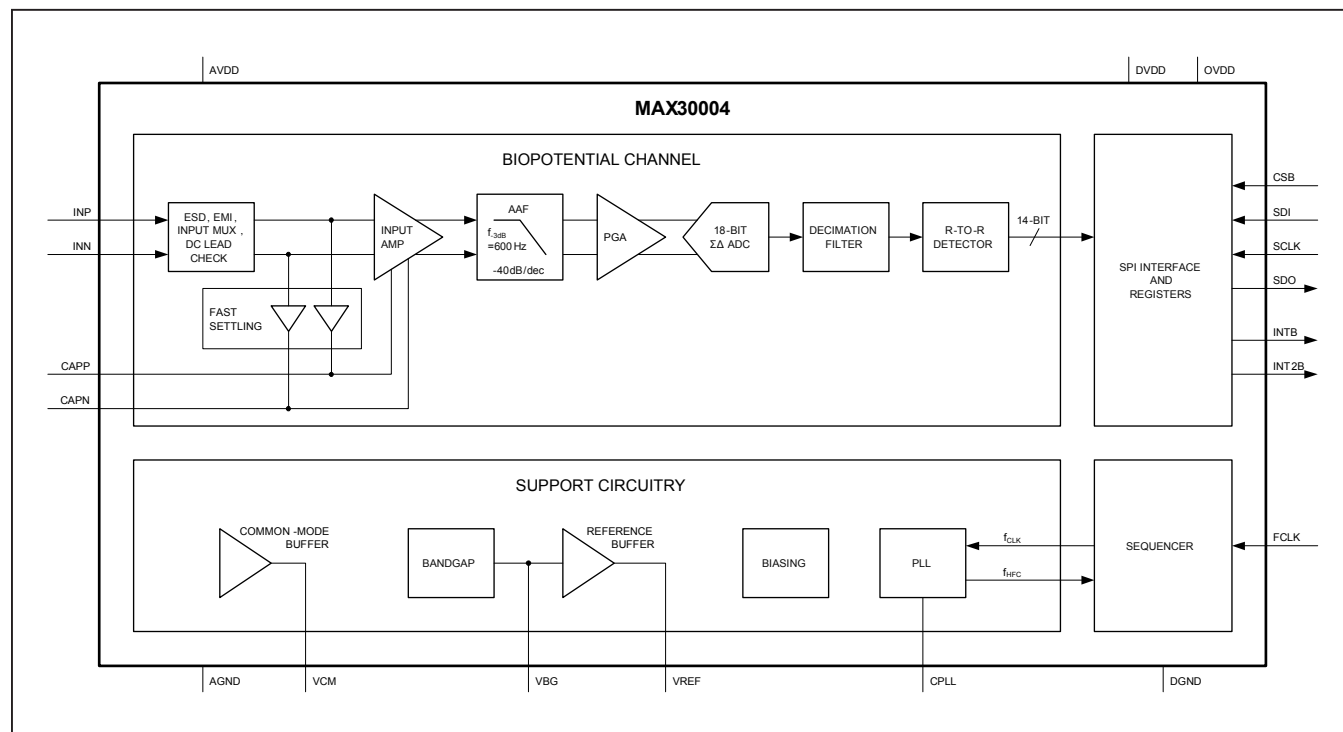 AVDD
DVDD
OVDD
MAX30004
BIOPOTENTIAL CHANNEL
INP
INN
CAPP
CAPN
ESD, EMI,
INPUT MUX ,
DC LEAD
CHECK
FAST
SETTLING
INPUT
AMP
AAF
f-3dB
=600 Hz
-40dB/dec
PGA
18-BIT
ΣΔ ADC
DECIMATION
FILTER
R-TO-R
DETECTOR
14-BIT
SPI INTERFACE
AND
REGISTERS
CSB
SDI
SCLK
SDO
INTB
INT2B
SUPPORT CIRCUITRY
COMMON -MODE
BUFFER
BANDGAP
REFERENCE
BUFFER
BIASING
PLL
fCLK
fHFC
SEQUENCER
FCLK
AGND
VCM
VBG
VREF
CPLL
DGND